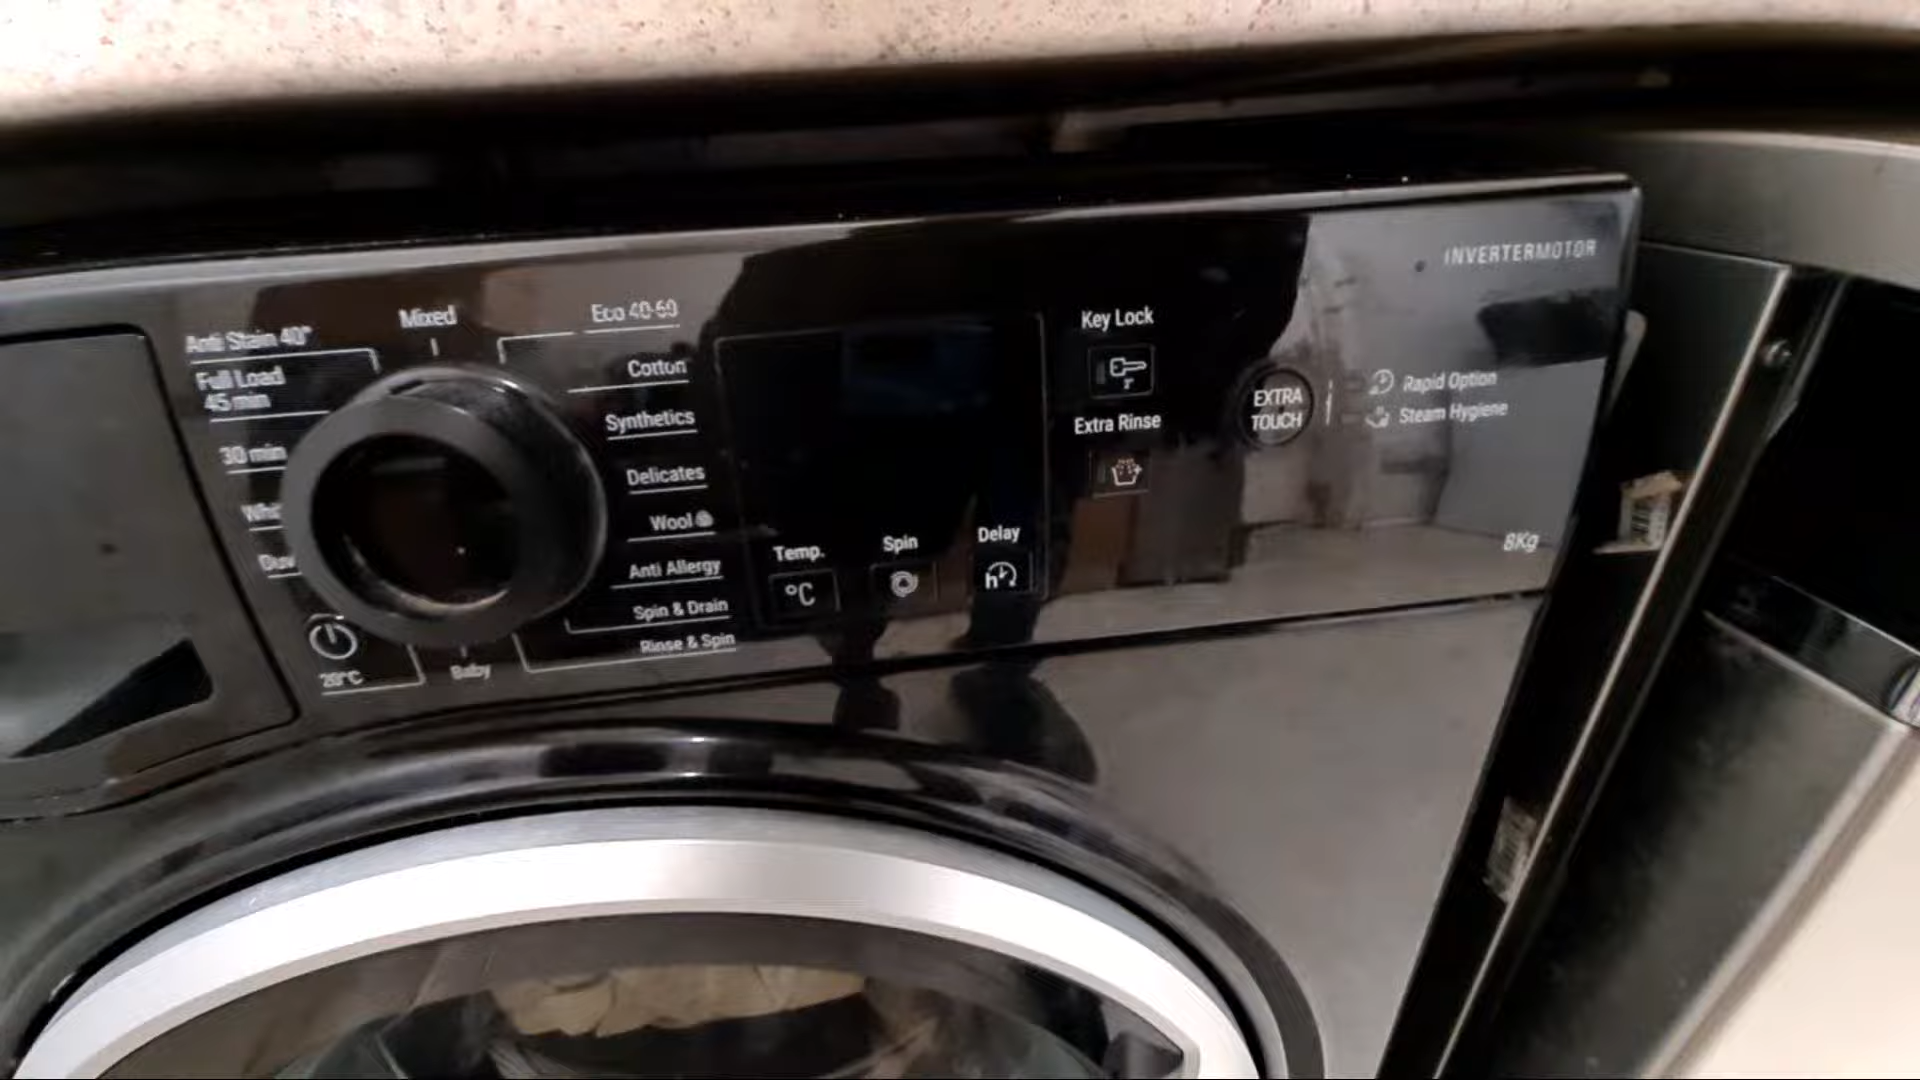 INVERTERMOTOR
Anti Stain 40°
Full Load
45 min
30 min
20°C
Mixed
Baby
Eco 40-60
Cotton
Synthetics
Delicates
Wool
Anti Allergy
Spin & Drain
Rinse & Spin
Temp.
°C
Spin
Delay
h
Key Lock
Extra Rinse
EXTRA
TOUCH
Rapid Option
Steam Hygiene
8Kg